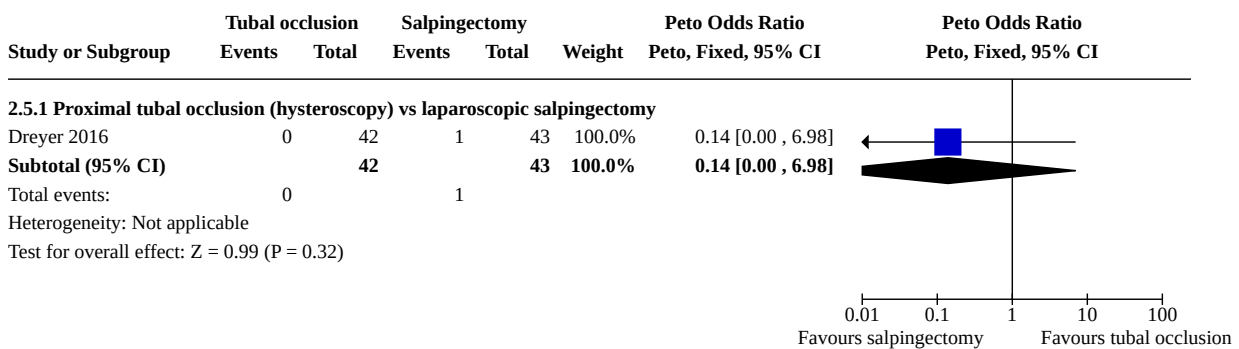 Tubal occlusion Salpingectomy Peto Odds Ratio Peto Odds Ratio
Study or Subgroup Events Total Events Total Weight Peto, Fixed, 95% CI Peto, Fixed, 95% CI
2.5.1 Proximal tubal occlusion (hysteroscopy) vs laparoscopic salpingectomy
Dreyer 2016 0 42 1 43 100.0% 0.14 [0.00 , 6.98]
Subtotal (95% CI) 42 43 100.0% 0.14 [0.00 , 6.98]
Total events: 0 1
Heterogeneity: Not applicable
Test for overall effect: Z = 0.99 (P = 0.32)
0.01 0.1 1 10 100
Favours salpingectomy Favours tubal occlusion